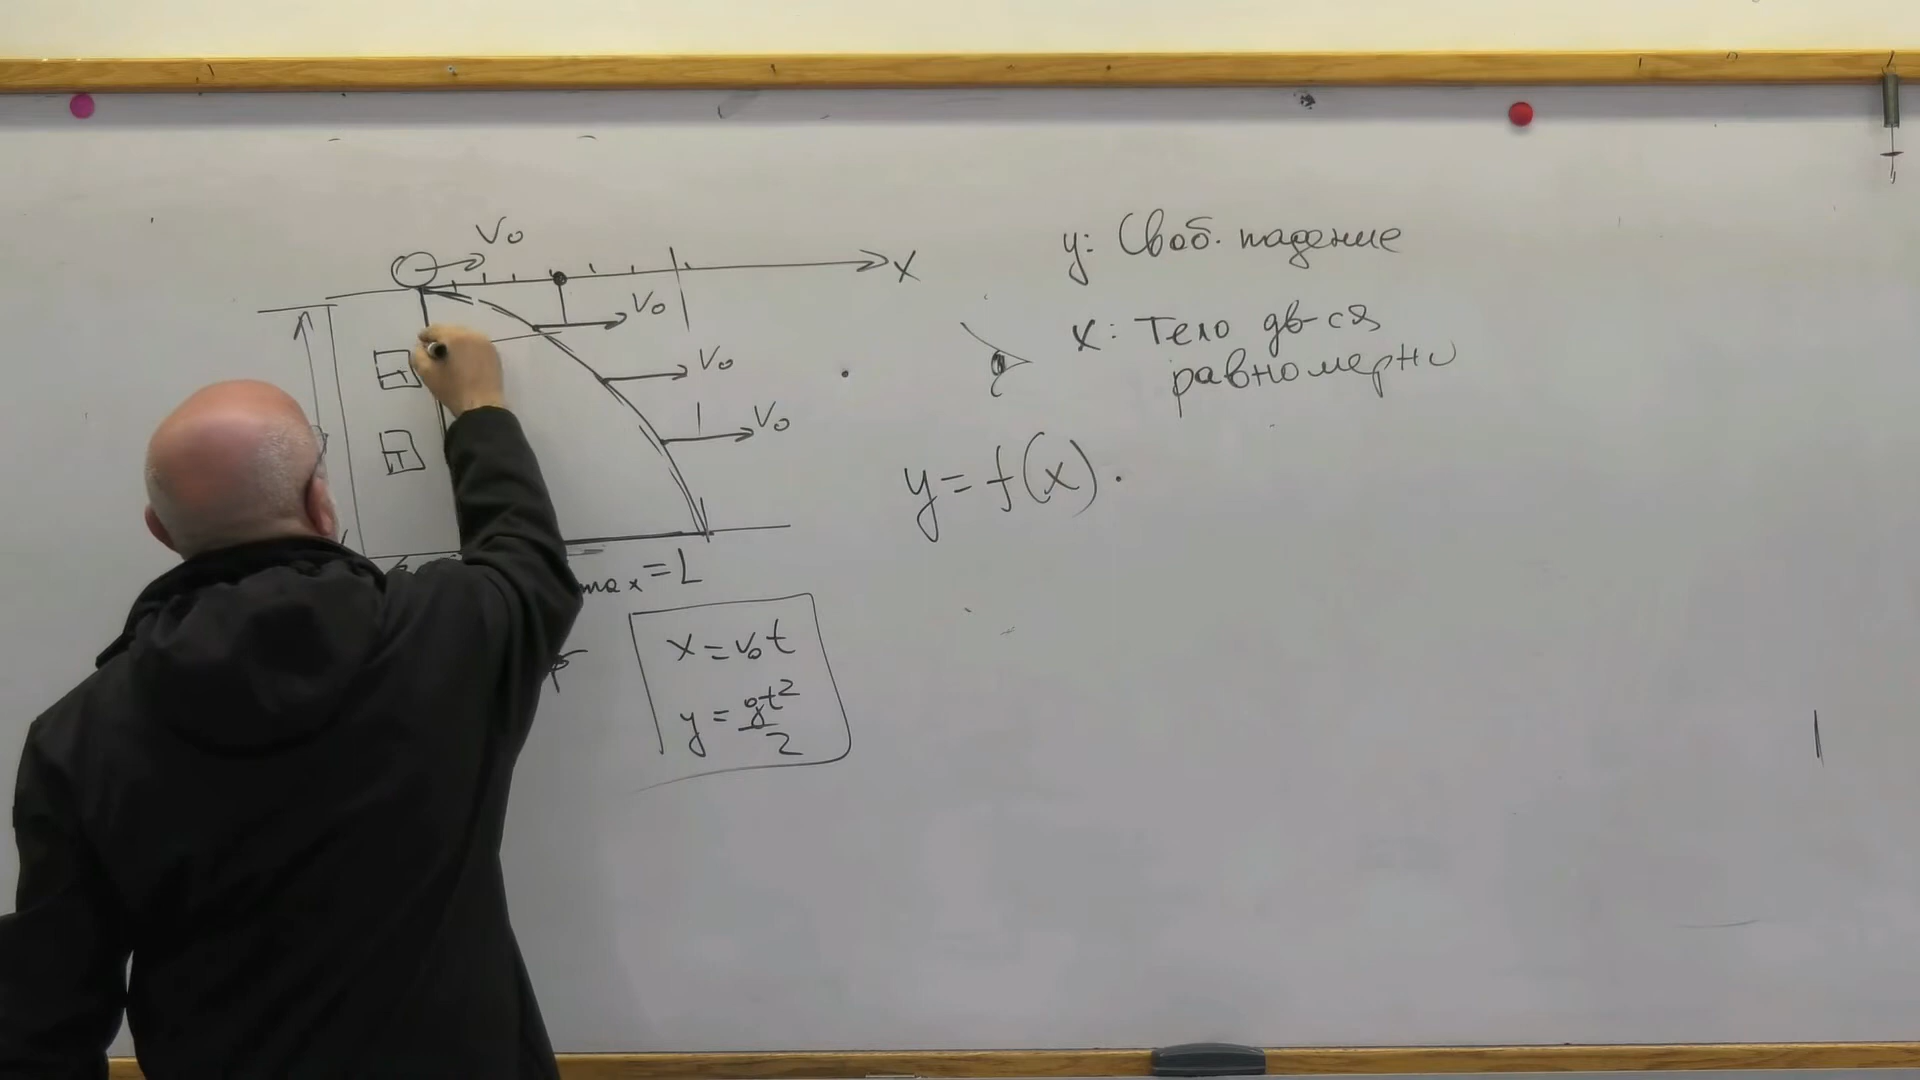 V₀
X
V₀
V₀
V₀
max = L
x = v₀t
y = gt²/2
y: Своб. падение
x: Тело дв-ся
равномерно
y = f(x).